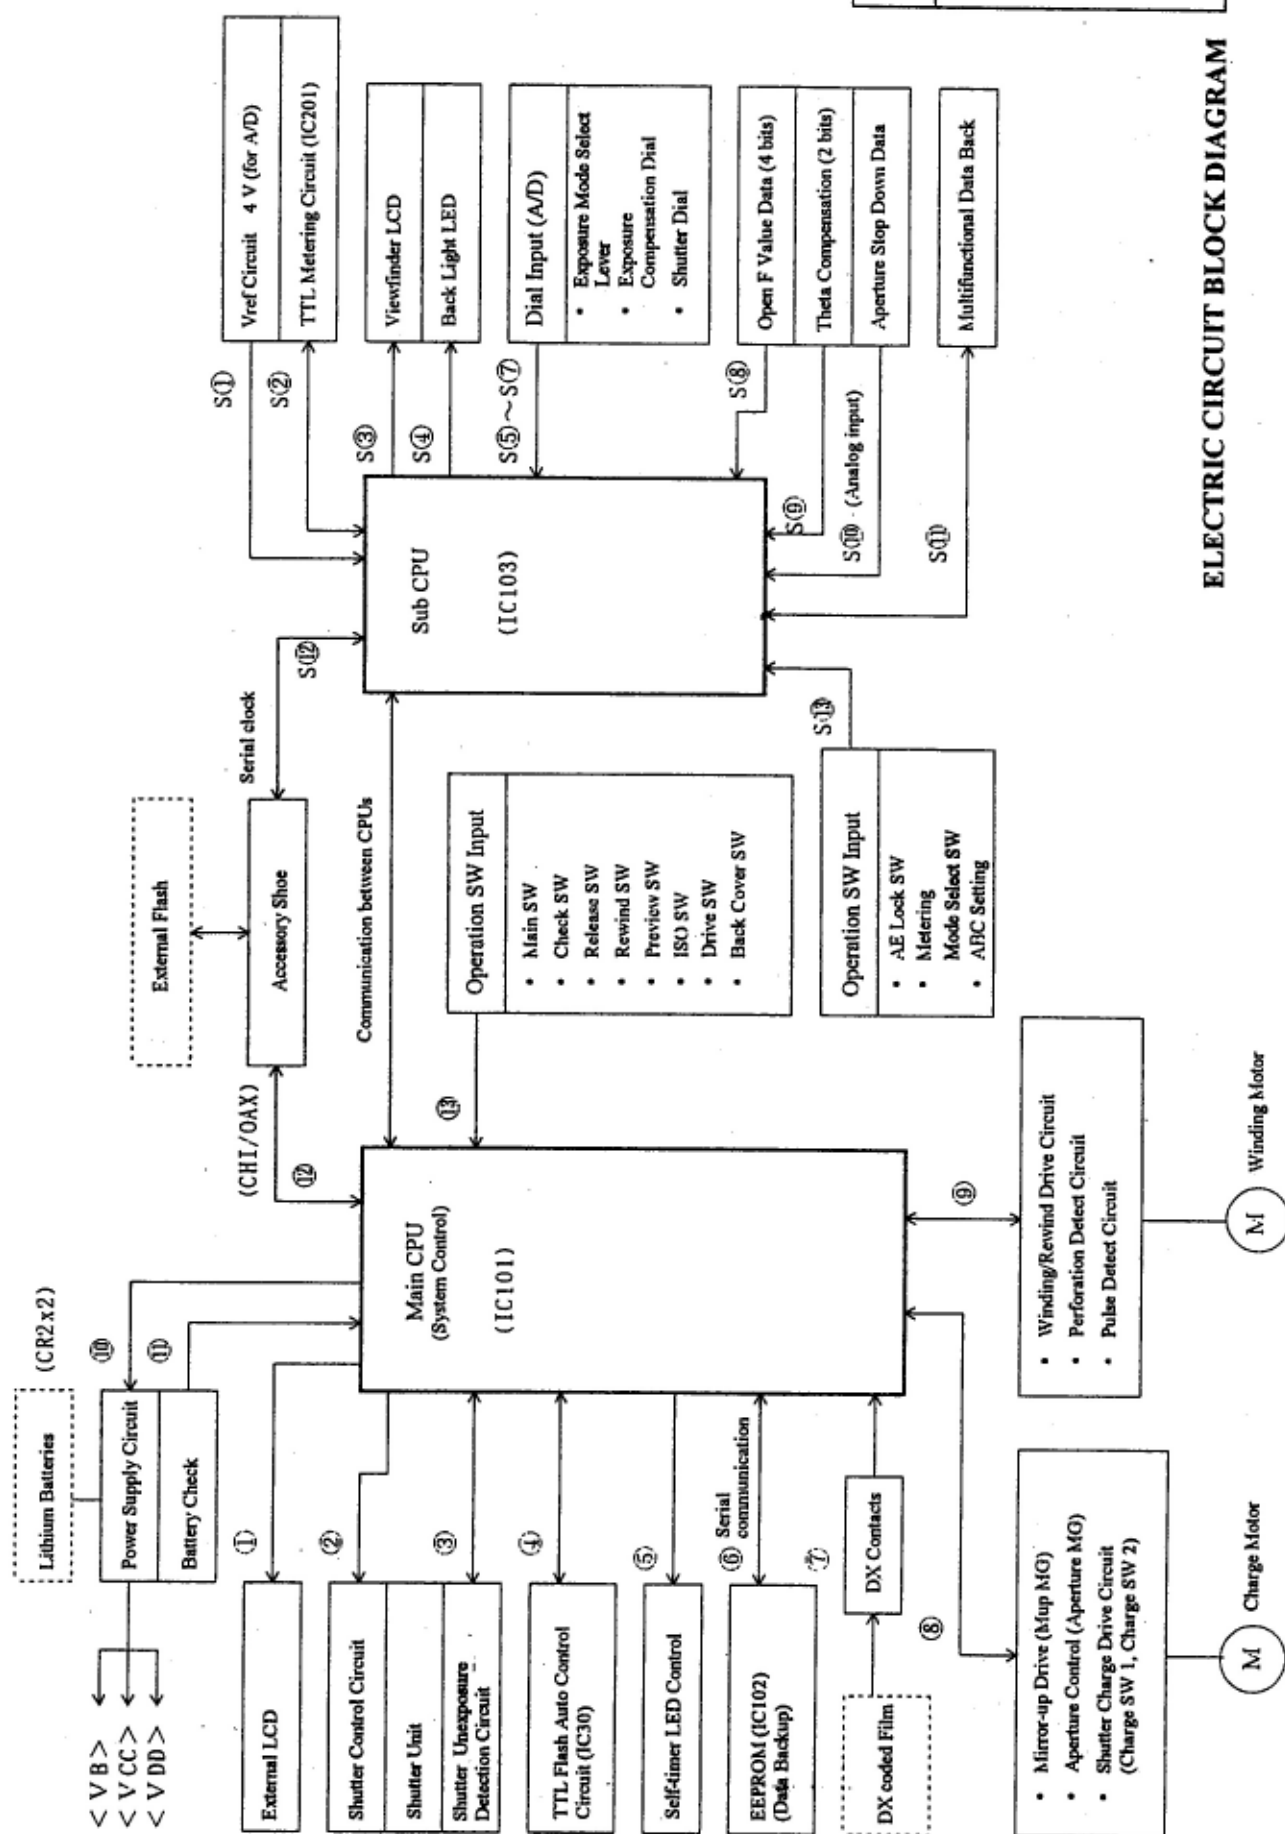 ELECTRIC CIRCUIT BLOCK DIAGRAM
Lithium Batteries
(CR2x2)
Power Supply Circuit
Battery Check
⑩
⑪
< VB >
< VCC >
< VDD >
External LCD
①
Shutter Control Circuit
Shutter Unit
Shutter Unexposure
Detection Circuit
②
③
TTL Flash Auto Control
Circuit (IC30)
④
Self-timer LED Control
⑤
EEPROM (IC102)
(Data Backup)
⑥ Serial
communication
⑦
DX coded Film
DX Contacts
⑧
• Mirror-up Drive (Mup MG)
• Aperture Control (Aperture MG)
• Shutter Charge Drive Circuit
(Charge SW 1, Charge SW 2)
M
Charge Motor
Main CPU
(System Control)
(IC101)
⑨
• Winding/Rewind Drive Circuit
• Perforation Detect Circuit
• Pulse Detect Circuit
M
Winding Motor
External Flash
Accessory Shoe
(CHI/OAX)
⑫
Serial clock
S⑫
Communication between CPUs
⑬
Operation SW Input
• Main SW
• Check SW
• Release SW
• Rewind SW
• Preview SW
• ISO SW
• Drive SW
• Back Cover SW
Operation SW Input
• AE Lock SW
• Metering
Mode Select SW
• ABC Setting
S⑬
Sub CPU
(IC103)
S①
S②
Vref Circuit 4 V (for A/D)
TTL Metering Circuit (IC201)
S③
S④
Viewfinder LCD
Back Light LED
S⑤～S⑦
Dial Input (A/D)
• Exposure Mode Select
Lever
• Exposure
Compensation Dial
• Shutter Dial
S⑧
S⑨
S⑩ (Analog input)
Open F Value Data (4 bits)
Theta Compensation (2 bits)
Aperture Stop Down Data
S⑪
Multifunctional Data Back